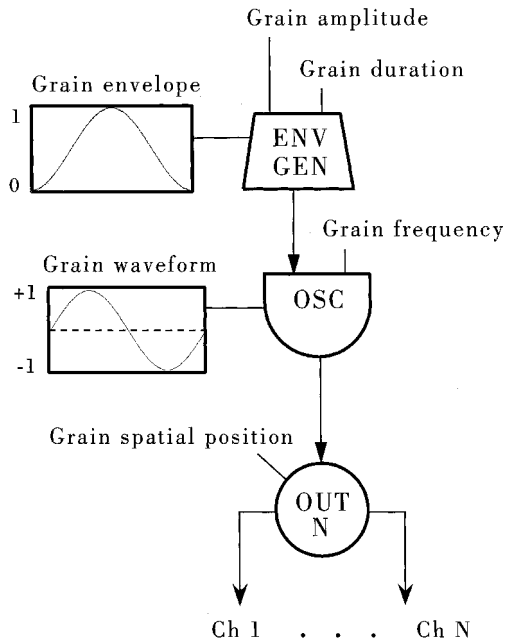 Grain amplitude
Grain duration
Grain envelope
1
0
ENV
GEN
Grain frequency
Grain waveform
+1
-1
OSC
Grain spatial position
OUT
N
Ch 1 . . . Ch N